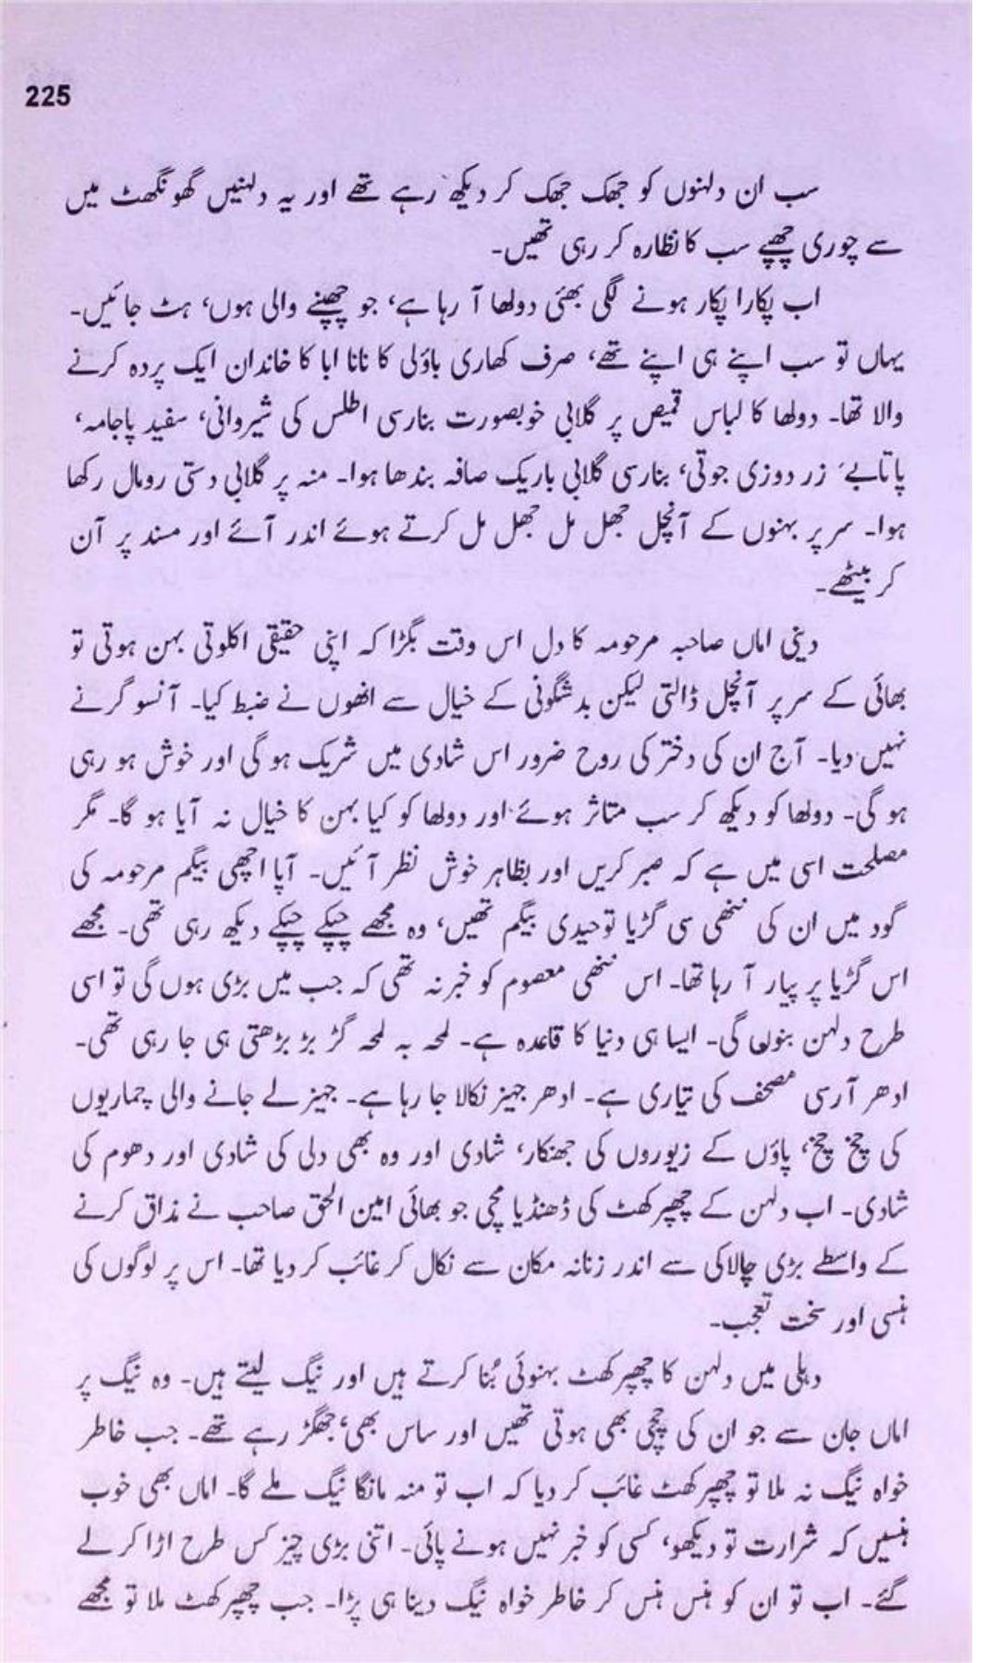 225
سب ان دلہنوں کو جھک جھک کر دیکھ رہے تھے اور یہ دلہنیں گھونگھٹ میں
سے چوری چھپے سب کا نظارہ کر رہی تھیں۔
اب پکارا پکار ہونے لگی بھئی دولھا آ رہا ہے، جو چھپنے والی ہوں، ہٹ جائیں۔
یہاں تو سب اپنے ہی اپنے تھے، صرف کھاری باؤلی کا نانا ابا کا خاندان ایک پردہ کرنے
والا تھا۔ دولھا کا لباس قمیص پر گلابی خوبصورت بنارسی اطلس کی شیروانی، سفید پاجامہ،
پاتابے، زر دوزی جوتی، بنارسی گلابی باریک صافہ بندھا ہوا۔ منہ پر گلابی دستی رومال رکھا
ہوا۔ سر پر بہنوں کے آنچل جھل مل جھل مل کرتے ہوئے اندر آئے اور مسند پر آن
کر بیٹھے۔
دینی اماں صاحبہ مرحومہ کا دل اس وقت بگڑا کہ اپنی حقیقی اکلوتی بہن ہوتی تو
بھائی کے سر پر آنچل ڈالتی لیکن بدشگونی کے خیال سے انھوں نے ضبط کیا۔ آنسو گرنے
نہیں دیا۔ آج ان کی دختر کی روح ضرور اس شادی میں شریک ہو گی اور خوش ہو رہی
ہو گی۔ دولھا کو دیکھ کر سب متاثر ہوئے اور دولھا کو کیا بہن کا خیال نہ آیا ہو گا۔ مگر
مصلحت اسی میں ہے کہ صبر کریں اور بظاہر خوش نظر آئیں۔ آپا اچھی بیگم مرحومہ کی
گود میں ان کی ننھی سی گڑیا توحیدی بیگم تھیں، وہ مجھے چپکے چپکے دیکھ رہی تھی۔ مجھے
اس گڑیا پر پیار آ رہا تھا۔ اس ننھی معصوم کو خبر نہ تھی کہ جب میں بڑی ہوں گی تو اسی
طرح دلہن بنوں گی۔ ایسا ہی دنیا کا قاعدہ ہے۔ لمحہ بہ لمحہ گڑ بڑ بڑھتی ہی جا رہی تھی۔
ادھر آرسی مصحف کی تیاری ہے۔ ادھر جہیز نکالا جا رہا ہے۔ جہیز لے جانے والی چماریوں
کی چخ چخ، پاؤں کے زیوروں کی جھنکار، شادی اور وہ بھی دلی کی شادی اور دھوم کی
شادی۔ اب دلہن کے چھپر کھٹ کی ڈھنڈیا مچی جو بھائی امین الحق صاحب نے مذاق کرنے
کے واسطے بڑی چالاکی سے اندر زنانہ مکان سے نکال کر غائب کر دیا تھا۔ اس پر لوگوں کی
ہنسی اور سخت تعجب۔
دہلی میں دلہن کا چھپر کھٹ بہنوئی بُنا کرتے ہیں اور نیگ لیتے ہیں۔ وہ نیگ پر
اماں جان سے جو ان کی چچی بھی ہوتی تھیں اور ساس بھی، جھگڑ رہے تھے۔ جب خاطر
خواہ نیگ نہ ملا تو چھپر کھٹ غائب کر دیا کہ اب تو منہ مانگا نیگ ملے گا۔ اماں بھی خوب
ہنسیں کہ شرارت تو دیکھو، کسی کو خبر نہیں ہونے پائی۔ اتنی بڑی چیز کس طرح اڑا کر لے
گئے۔ اب تو ان کو ہنس ہنس کر خاطر خواہ نیگ دینا ہی پڑا۔ جب چھپر کھٹ ملا تو مجھے